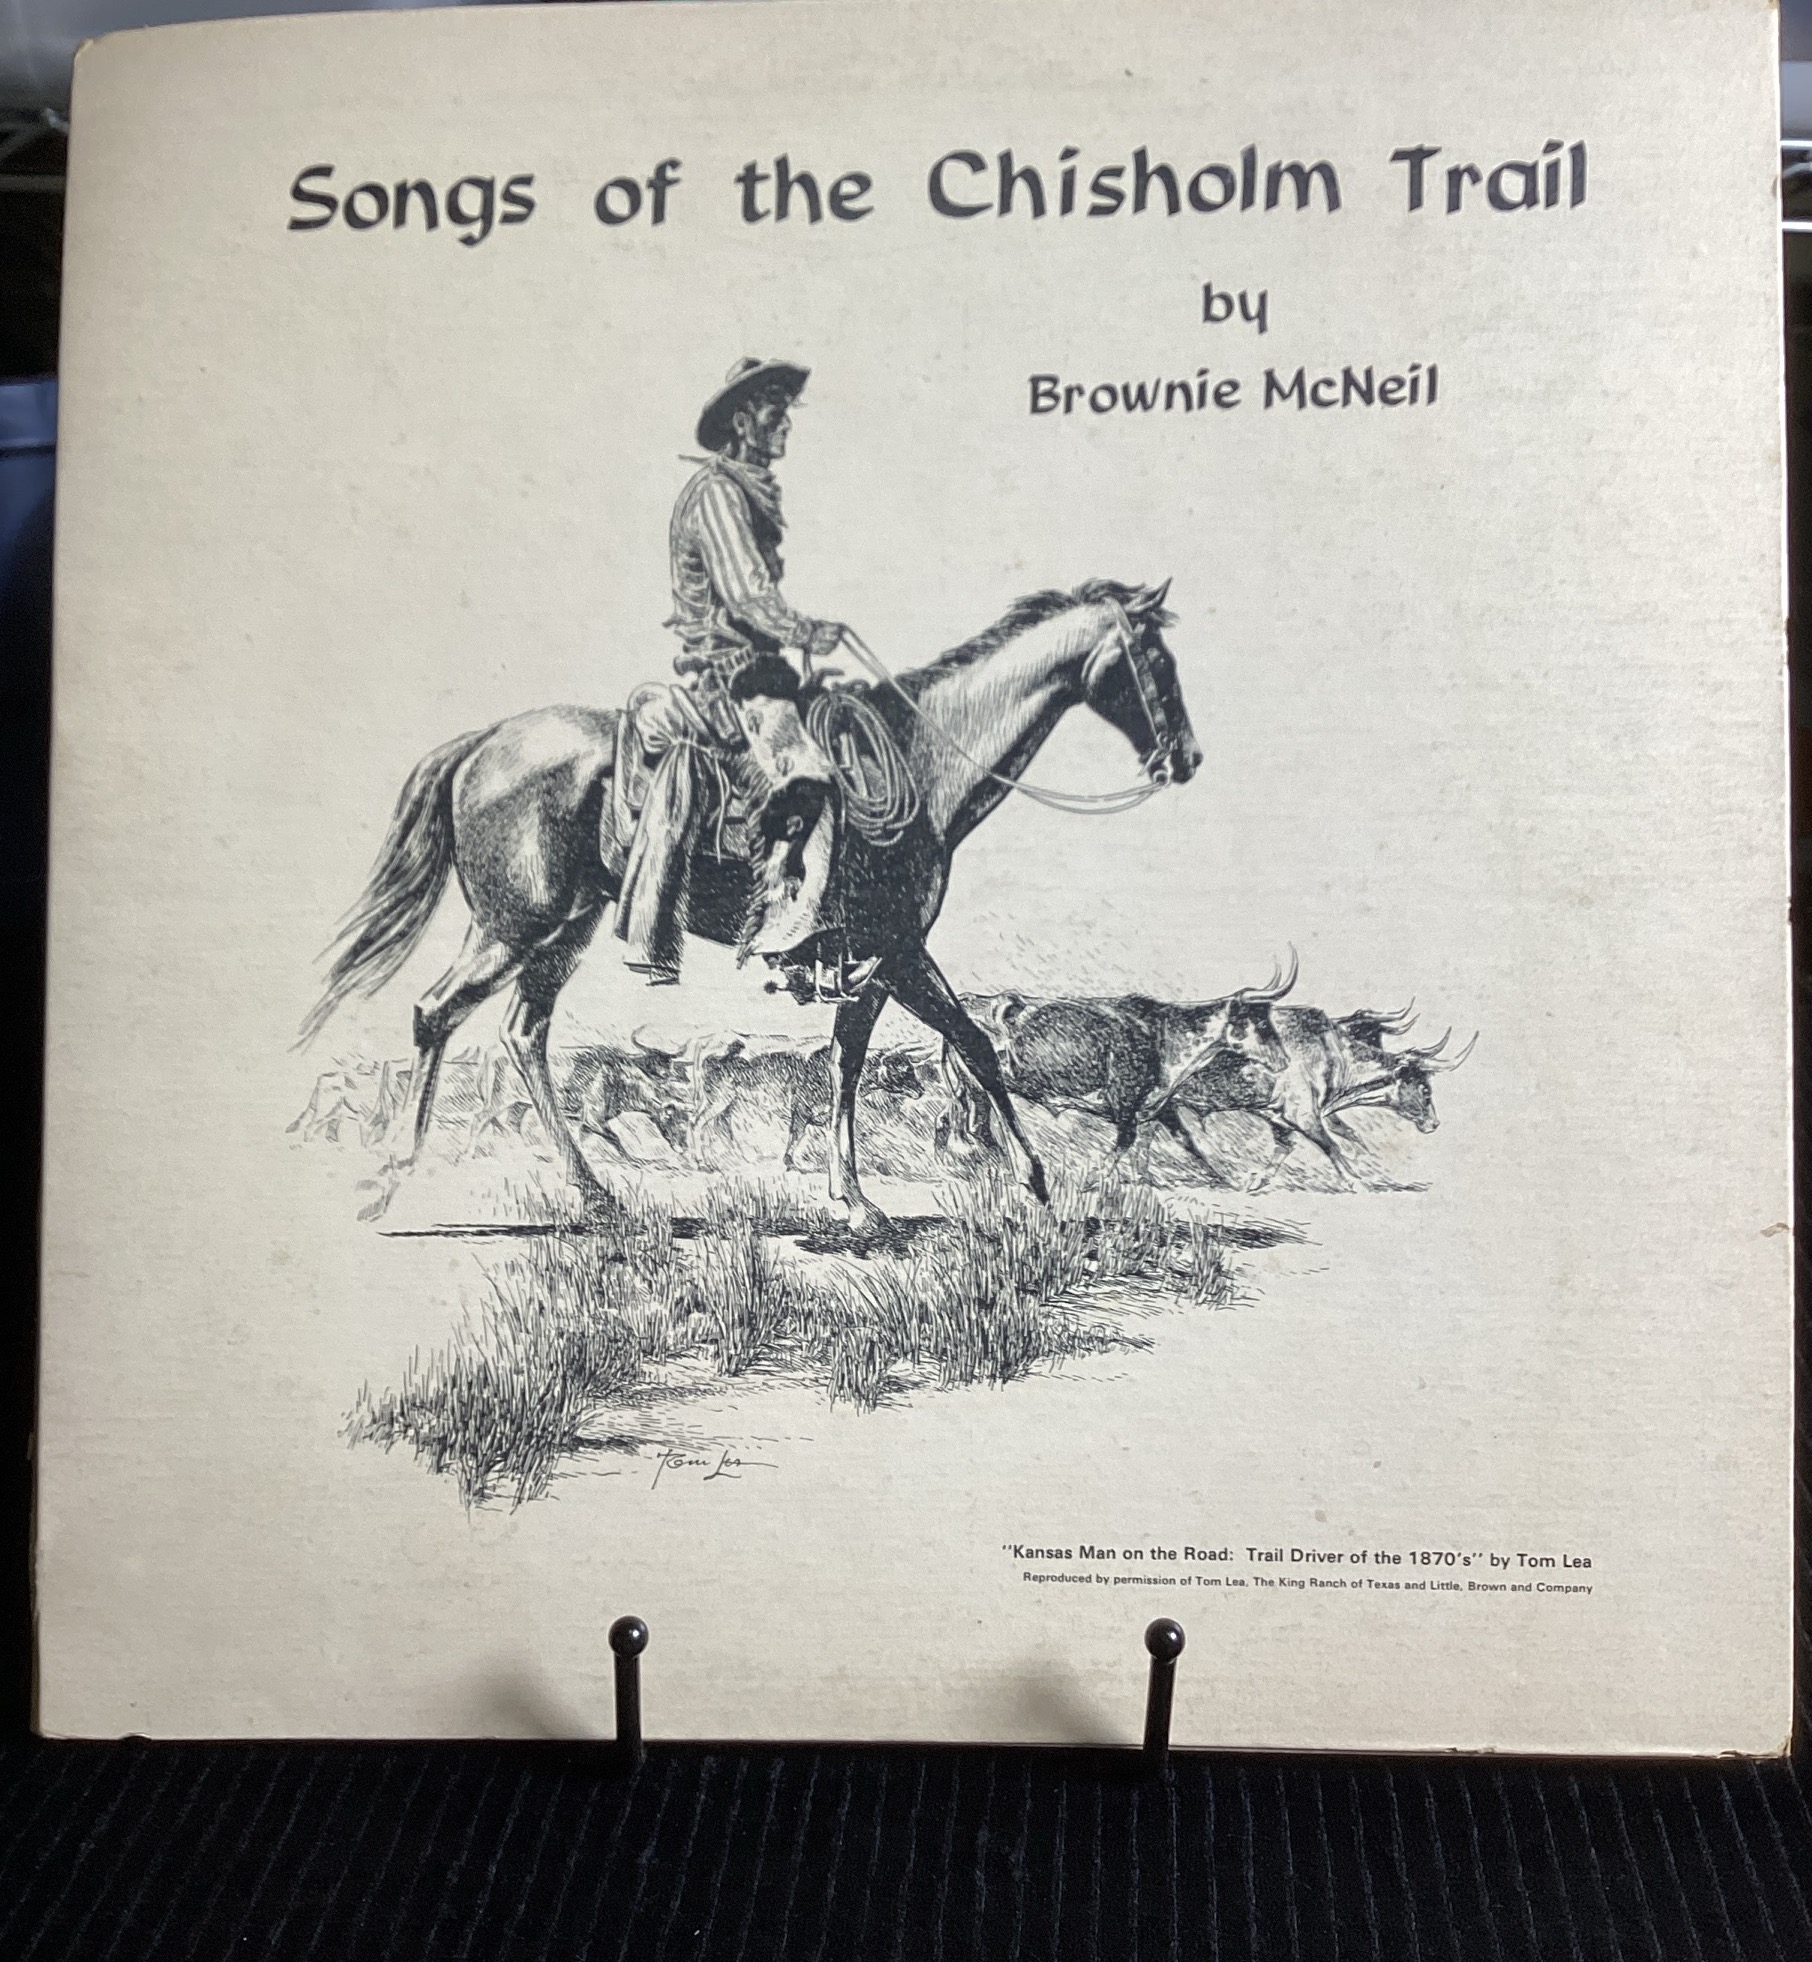 Songs of the Chisholm Trail
by
Brownie McNeil
Tom Lea
''Kansas Man on the Road: Trail Driver of the 1870's'' by Tom Lea
Reproduced by permission of Tom Lea, The King Ranch of Texas and Little, Brown and Company